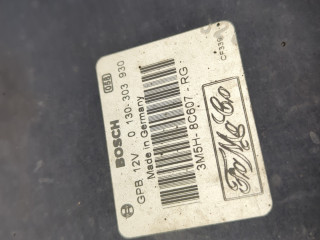 BOSCH
GPB 12V 0 130 303 930
Made in Germany
3M5H-8C607-RG
FoMoCo